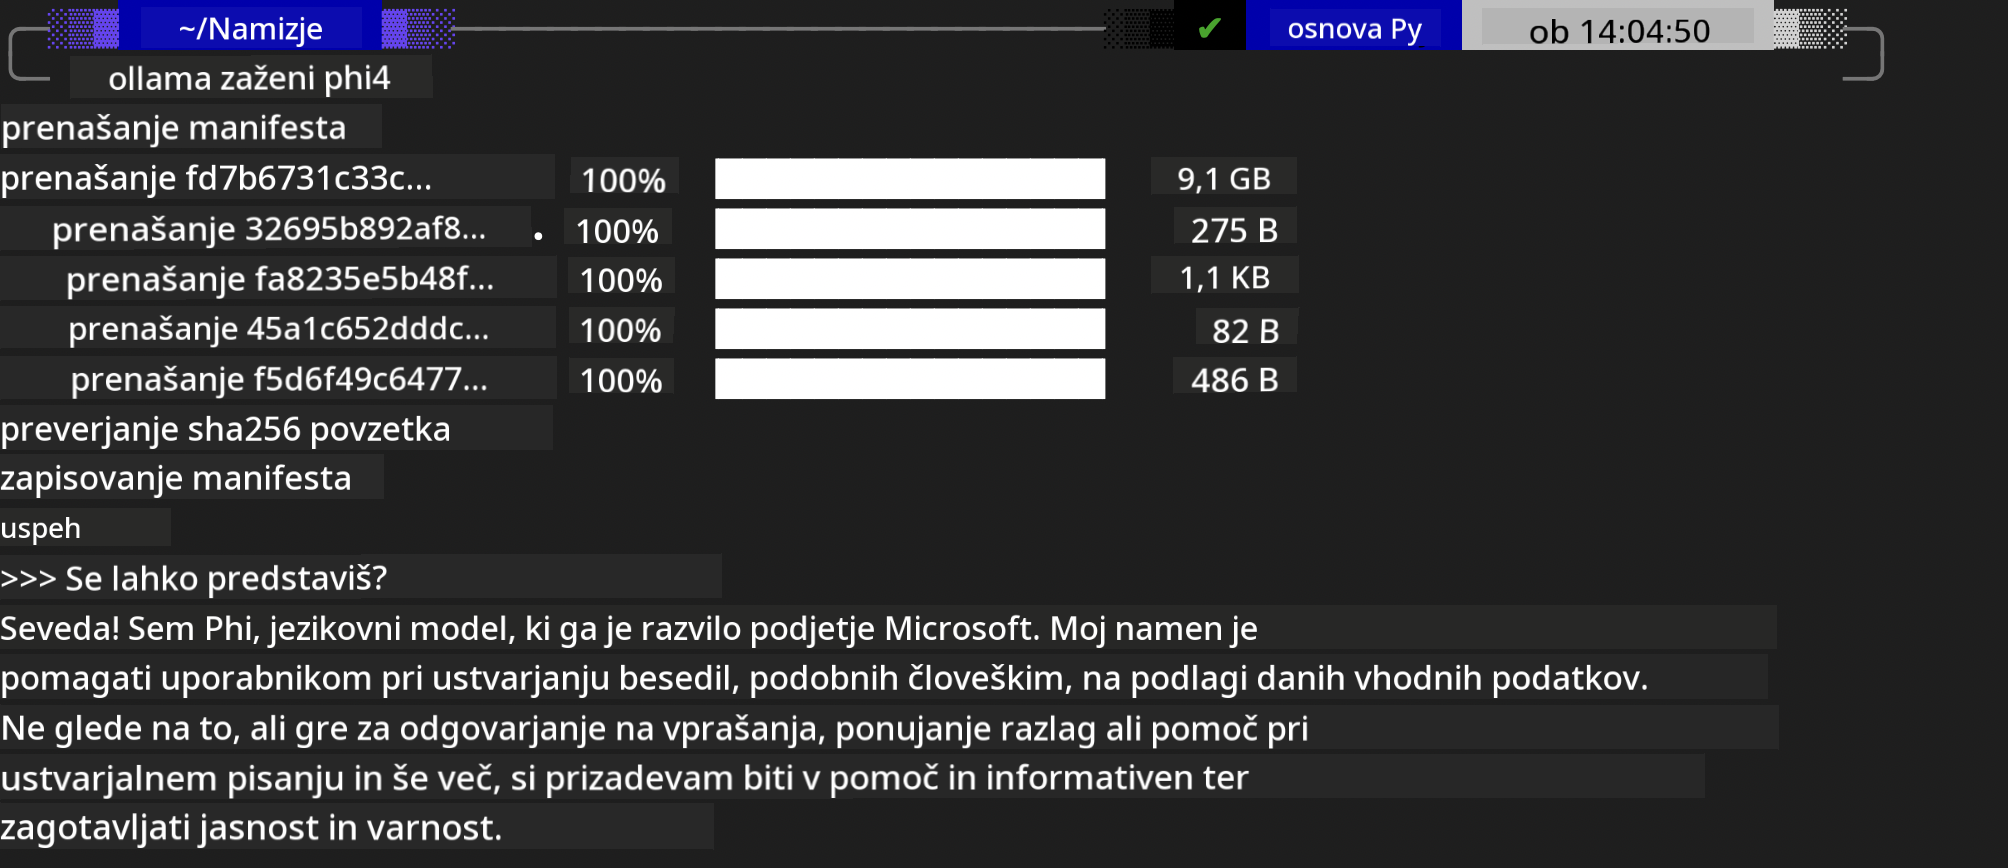 ~/Namizje ✔ osnova Py ob 14:04:50
ollama zaženi phi4
prenašanje manifesta
prenašanje fd7b6731c33c... 100% 9,1 GB
prenašanje 32695b892af8... . 100% 275 B
prenašanje fa8235e5b48f... 100% 1,1 KB
prenašanje 45a1c652dddc... 100% 82 B
prenašanje f5d6f49c6477... 100% 486 B
preverjanje sha256 povzetka
zapisovanje manifesta
uspeh
>>> Se lahko predstaviš?
Seveda! Sem Phi, jezikovni model, ki ga je razvilo podjetje Microsoft. Moj namen je
pomagati uporabnikom pri ustvarjanju besedil, podobnih človeškim, na podlagi danih vhodnih podatkov.
Ne glede na to, ali gre za odgovarjanje na vprašanja, ponujanje razlag ali pomoč pri
ustvarjalnem pisanju in še več, si prizadevam biti v pomoč in informativen ter
zagotavljati jasnost in varnost.